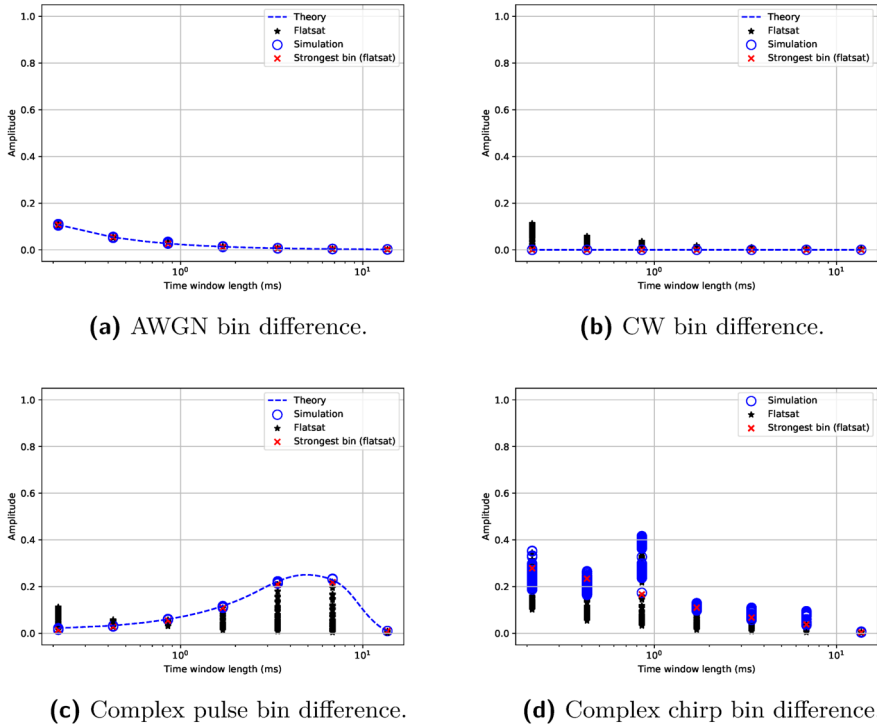 1.0
0.8
0.6
0.4
0.2
0.0
Amplitude
10⁰
10¹
Time window length (ms)
Theory
Flatsat
Simulation
Strongest bin (flatsat)
(a) AWGN bin difference.
1.0
0.8
0.6
0.4
0.2
0.0
Amplitude
10⁰
10¹
Time window length (ms)
Theory
Flatsat
Simulation
Strongest bin (flatsat)
(b) CW bin difference.
1.0
0.8
0.6
0.4
0.2
0.0
Amplitude
10⁰
10¹
Time window length (ms)
Theory
Simulation
Flatsat
Strongest bin (flatsat)
(c) Complex pulse bin difference.
1.0
0.8
0.6
0.4
0.2
0.0
Amplitude
10⁰
10¹
Time window length (ms)
Simulation
Flatsat
Strongest bin (flatsat)
(d) Complex chirp bin difference